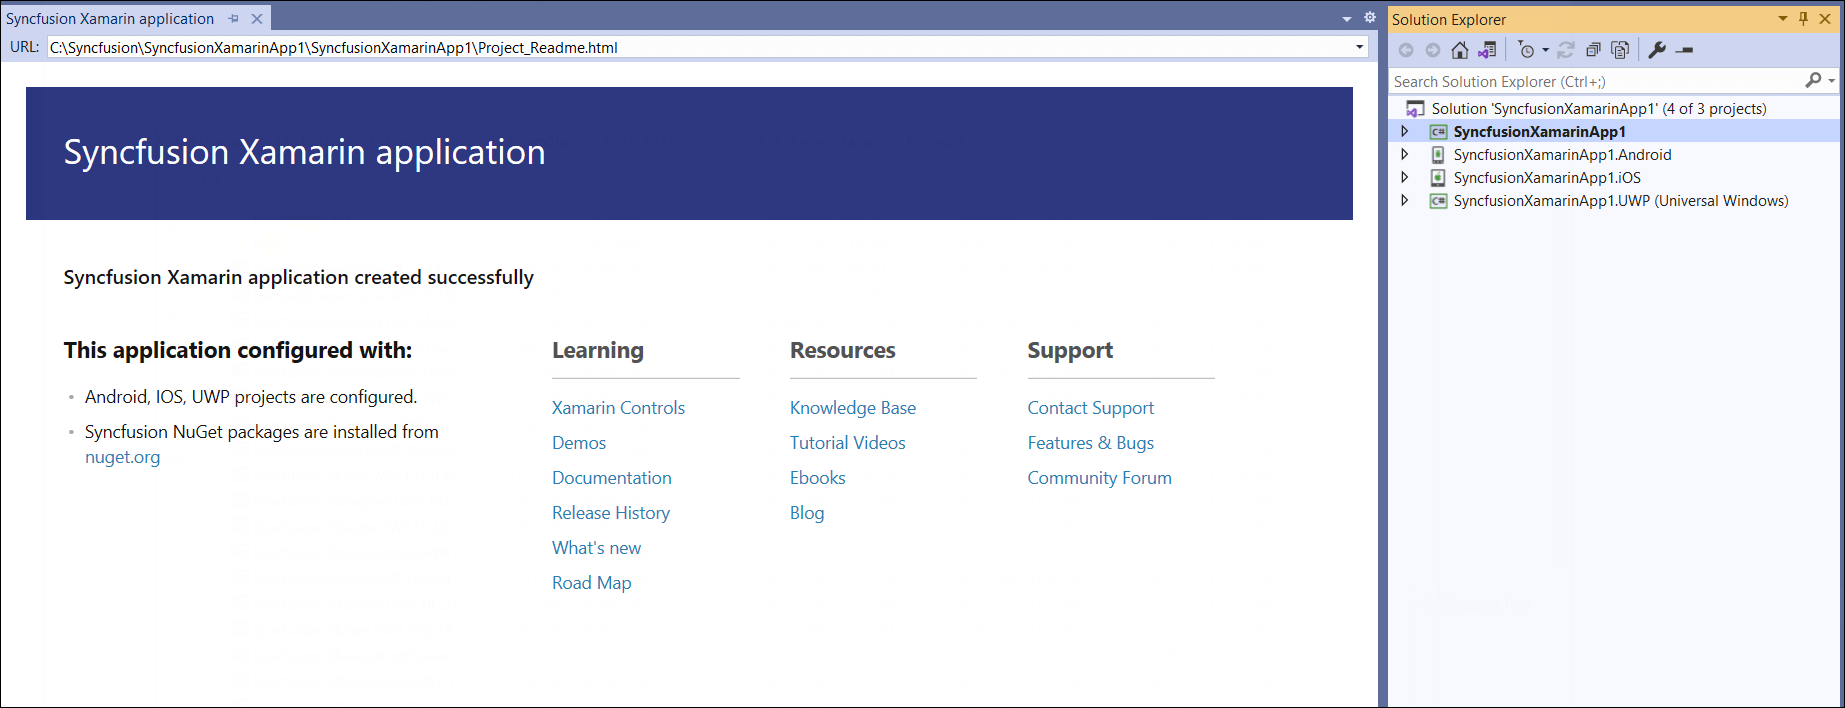 Syncfusion Xamarin application
URL: C:\Syncfusion\SyncfusionXamarinApp1\SyncfusionXamarinApp1\Project_Readme.html
Syncfusion Xamarin application
Syncfusion Xamarin application created successfully
This application configured with:
Android, IOS, UWP projects are configured.
Syncfusion NuGet packages are installed from
nuget.org
Learning
Xamarin Controls
Demos
Documentation
Release History
What's new
Road Map
Resources
Knowledge Base
Tutorial Videos
Ebooks
Blog
Support
Contact Support
Features & Bugs
Community Forum
Solution Explorer
Search Solution Explorer (Ctrl+;)
Solution 'SyncfusionXamarinApp1' (4 of 3 projects)
C# SyncfusionXamarinApp1
SyncfusionXamarinApp1.Android
SyncfusionXamarinApp1.iOS
C# SyncfusionXamarinApp1.UWP (Universal Windows)